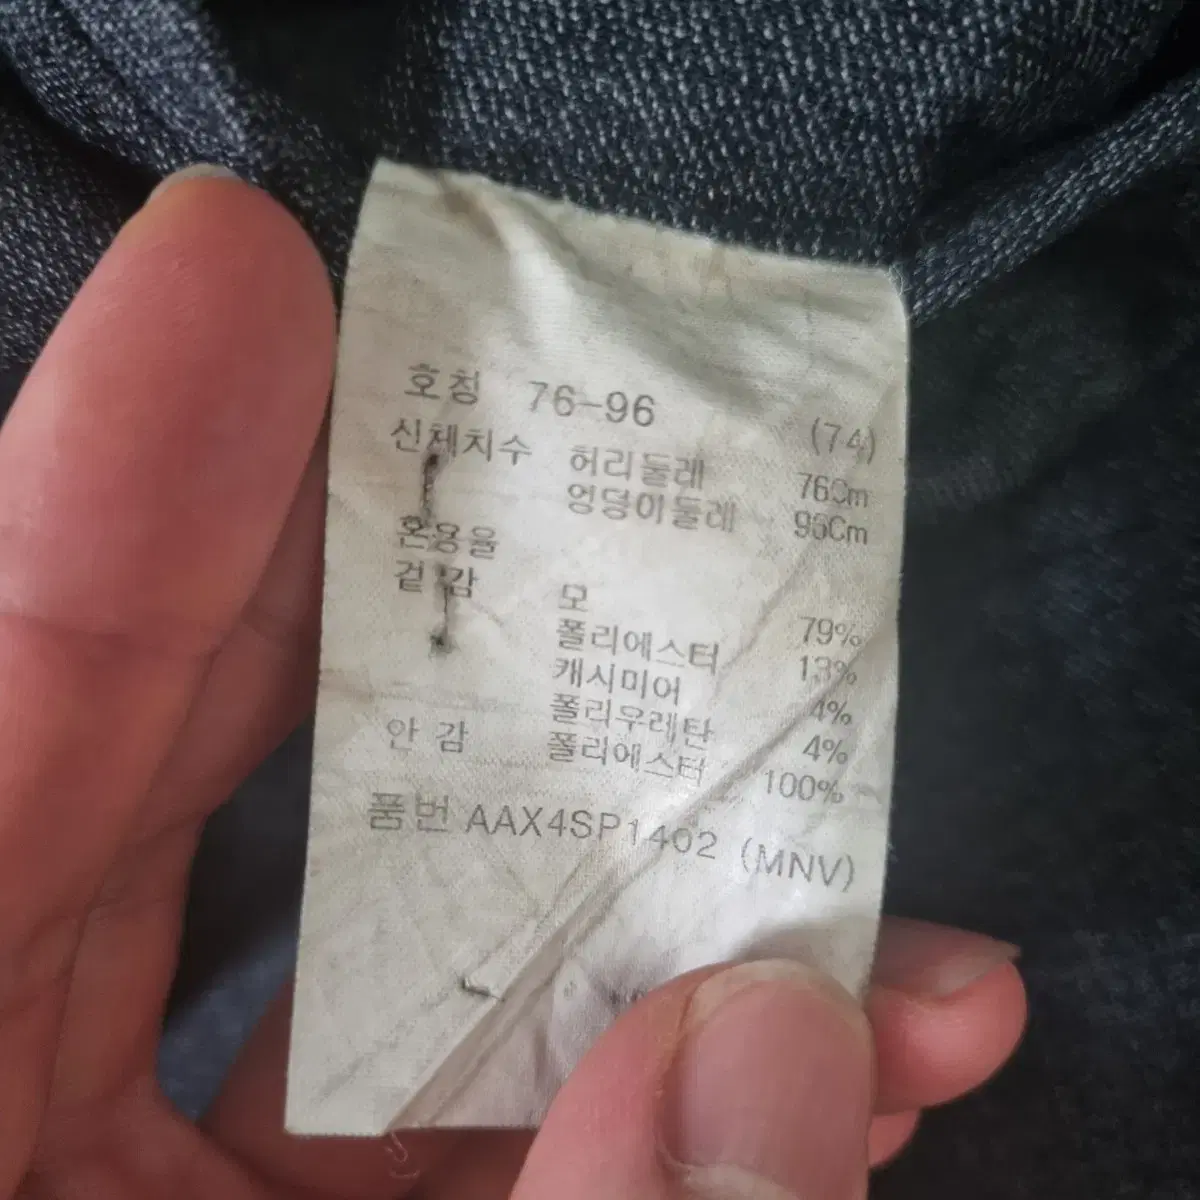 호칭 76-96 (74)
신체치수 허리둘레 76Cm
엉덩이둘레 96Cm
혼용율
겉감 모 79%
폴리에스터 13%
캐시미어 4%
폴리우레탄 4%
안감 폴리에스터 100%
품번 AAX4SP1402 (MNV)